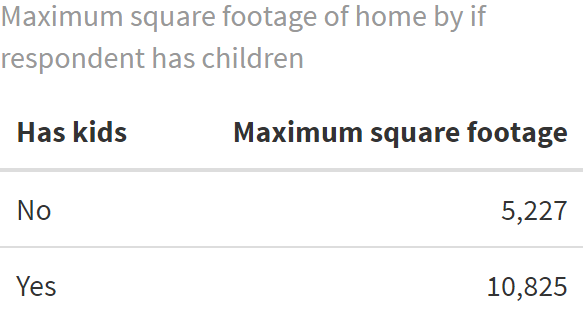 Maximum square footage of home by if
respondent has children
Has kids Maximum square footage
No 5,227
Yes 10,825